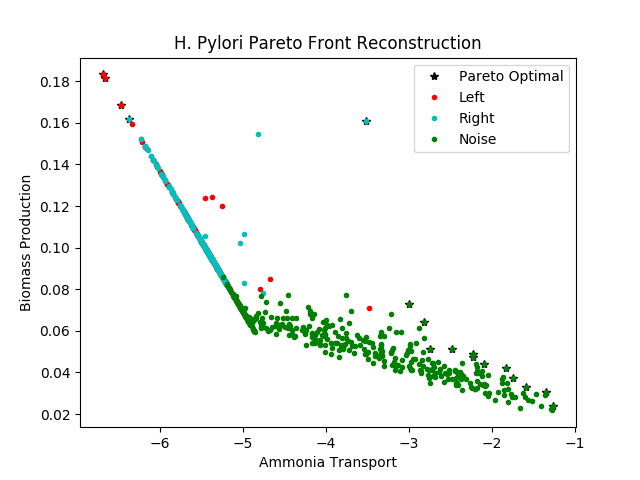 H. Pylori Pareto Front Reconstruction
Pareto Optimal
Left
Right
Noise
0.18
0.16
0.14
0.12
0.10
0.08
0.06
0.04
0.02
Biomass Production
−6
−5
−4
−3
−2
−1
Ammonia Transport